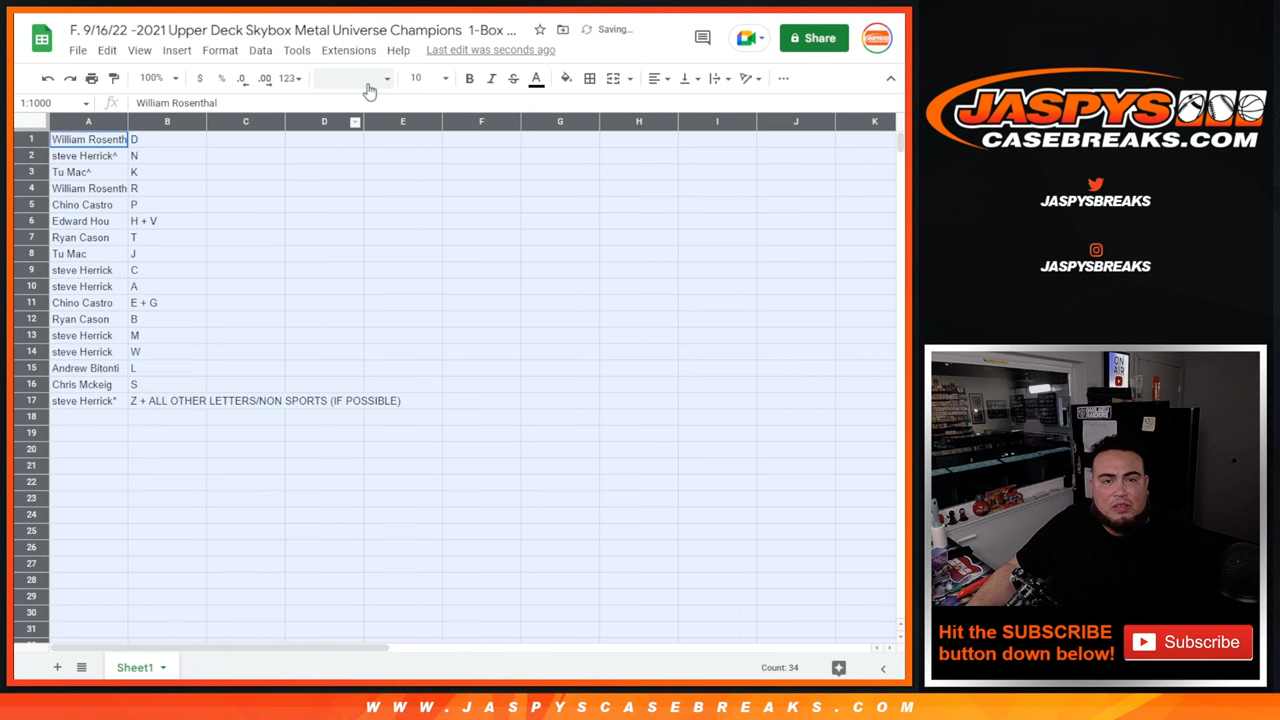 F. 9/16/22 -2021 Upper Deck Skybox Metal Universe Champions 1-Box ... Saving...
File Edit View Insert Format Data Tools Extensions Help Last edit was seconds ago
Share
100% $ % .0 .00 123 10 B I S A
1:1000 fx William Rosenthal
A B C D E F G H I J K
1 William Rosenth D
2 steve Herrick^ N
3 Tu Mac^ K
4 William Rosenth R
5 Chino Castro P
6 Edward Hou H + V
7 Ryan Cason T
8 Tu Mac J
9 steve Herrick C
10 steve Herrick A
11 Chino Castro E + G
12 Ryan Cason B
13 steve Herrick M
14 steve Herrick W
15 Andrew Bitonti L
16 Chris Mckeig S
17 steve Herrick* Z + ALL OTHER LETTERS/NON SPORTS (IF POSSIBLE)
18
19
20
21
22
23
24
25
26
27
28
29
30
31
Sheet1 Count: 34
JASPYS
CASEBREAKS.COM
JASPYSBREAKS
JASPYSBREAKS
ON
AIR
Hit the SUBSCRIBE
button down below!
Subscribe
WWW.JASPYSCASEBREAKS.COM